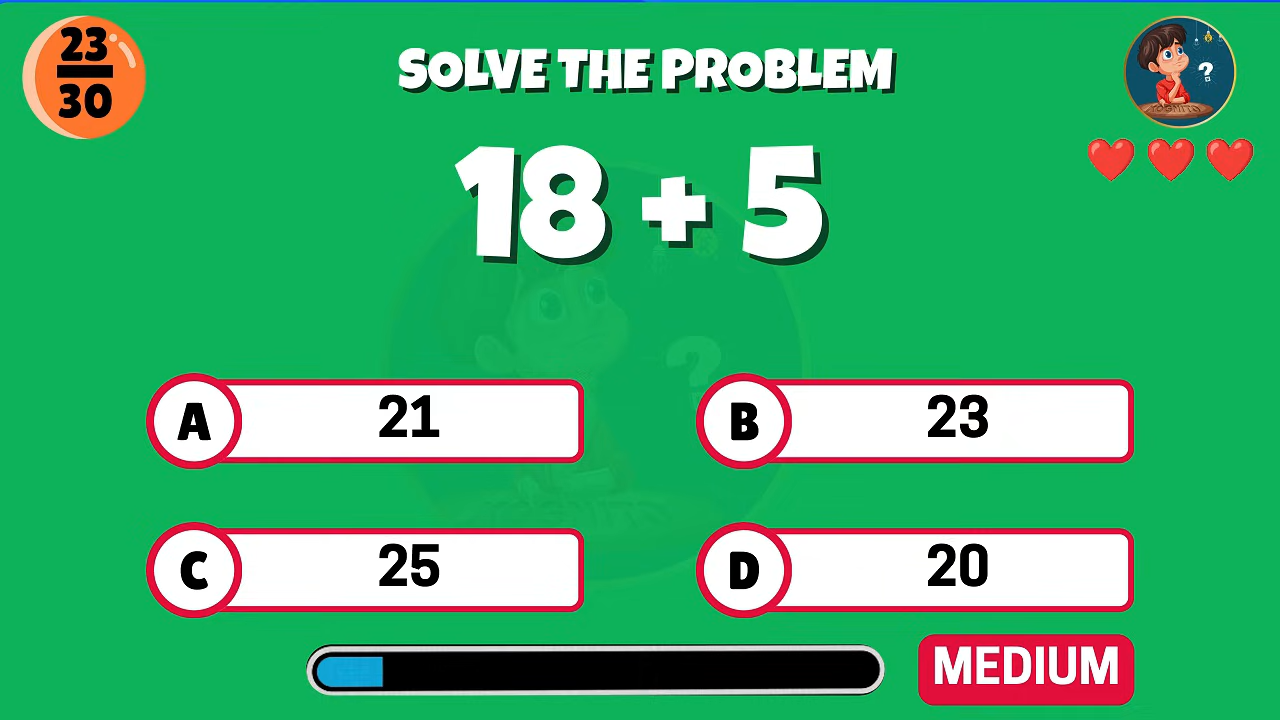 23
30
SOLVE THE PROBLEM
?
18 + 5
A 21
B 23
C 25
D 20
MEDIUM